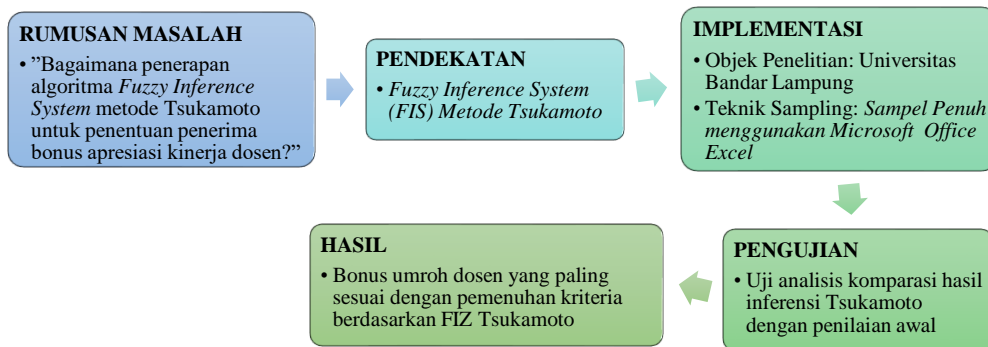 RUMUSAN MASALAH
• ”Bagaimana penerapan
algoritma Fuzzy Inference
System metode Tsukamoto
untuk penentuan penerima
bonus apresiasi kinerja dosen?”
PENDEKATAN
• Fuzzy Inference System
(FIS) Metode Tsukamoto
IMPLEMENTASI
• Objek Penelitian: Universitas
Bandar Lampung
• Teknik Sampling: Sampel Penuh
menggunakan Microsoft Office
Excel
PENGUJIAN
• Uji analisis komparasi hasil
inferensi Tsukamoto
dengan penilaian awal
HASIL
• Bonus umroh dosen yang paling
sesuai dengan pemenuhan kriteria
berdasarkan FIZ Tsukamoto